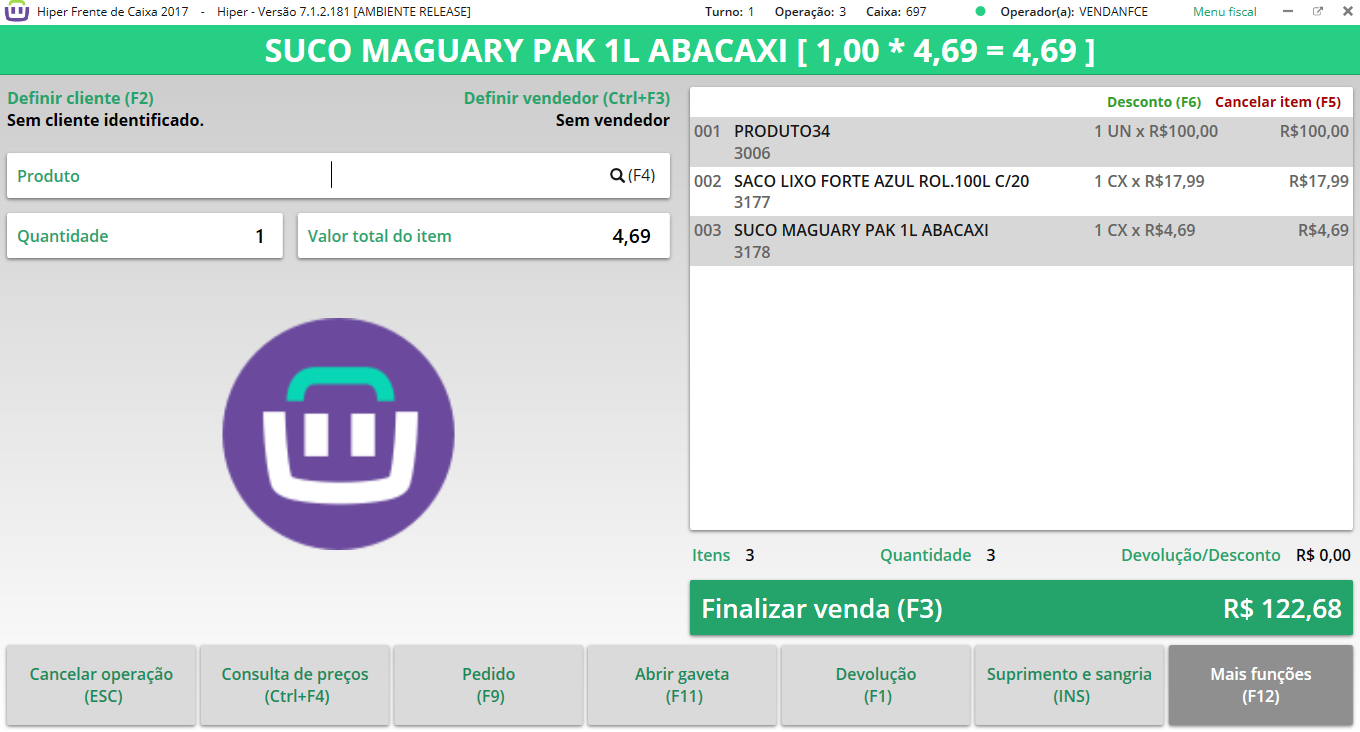 Hiper Frente de Caixa 2017 - Hiper - Versão 7.1.2.181 [AMBIENTE RELEASE] Turno: 1 Operação: 3 Caixa: 697 Operador(a): VENDANFCE Menu fiscal
SUCO MAGUARY PAK 1L ABACAXI [ 1,00 * 4,69 = 4,69 ]
Definir cliente (F2) Definir vendedor (Ctrl+F3)
Sem cliente identificado. Sem vendedor
Produto (F4)
Quantidade 1 Valor total do item 4,69
Desconto (F6) Cancelar item (F5)
001 PRODUTO34 1 UN x R$100,00 R$100,00
3006
002 SACO LIXO FORTE AZUL ROL.100L C/20 1 CX x R$17,99 R$17,99
3177
003 SUCO MAGUARY PAK 1L ABACAXI 1 CX x R$4,69 R$4,69
3178
Itens 3 Quantidade 3 Devolução/Desconto R$ 0,00
Finalizar venda (F3) R$ 122,68
Cancelar operação
(ESC)
Consulta de preços
(Ctrl+F4)
Pedido
(F9)
Abrir gaveta
(F11)
Devolução
(F1)
Suprimento e sangria
(INS)
Mais funções
(F12)